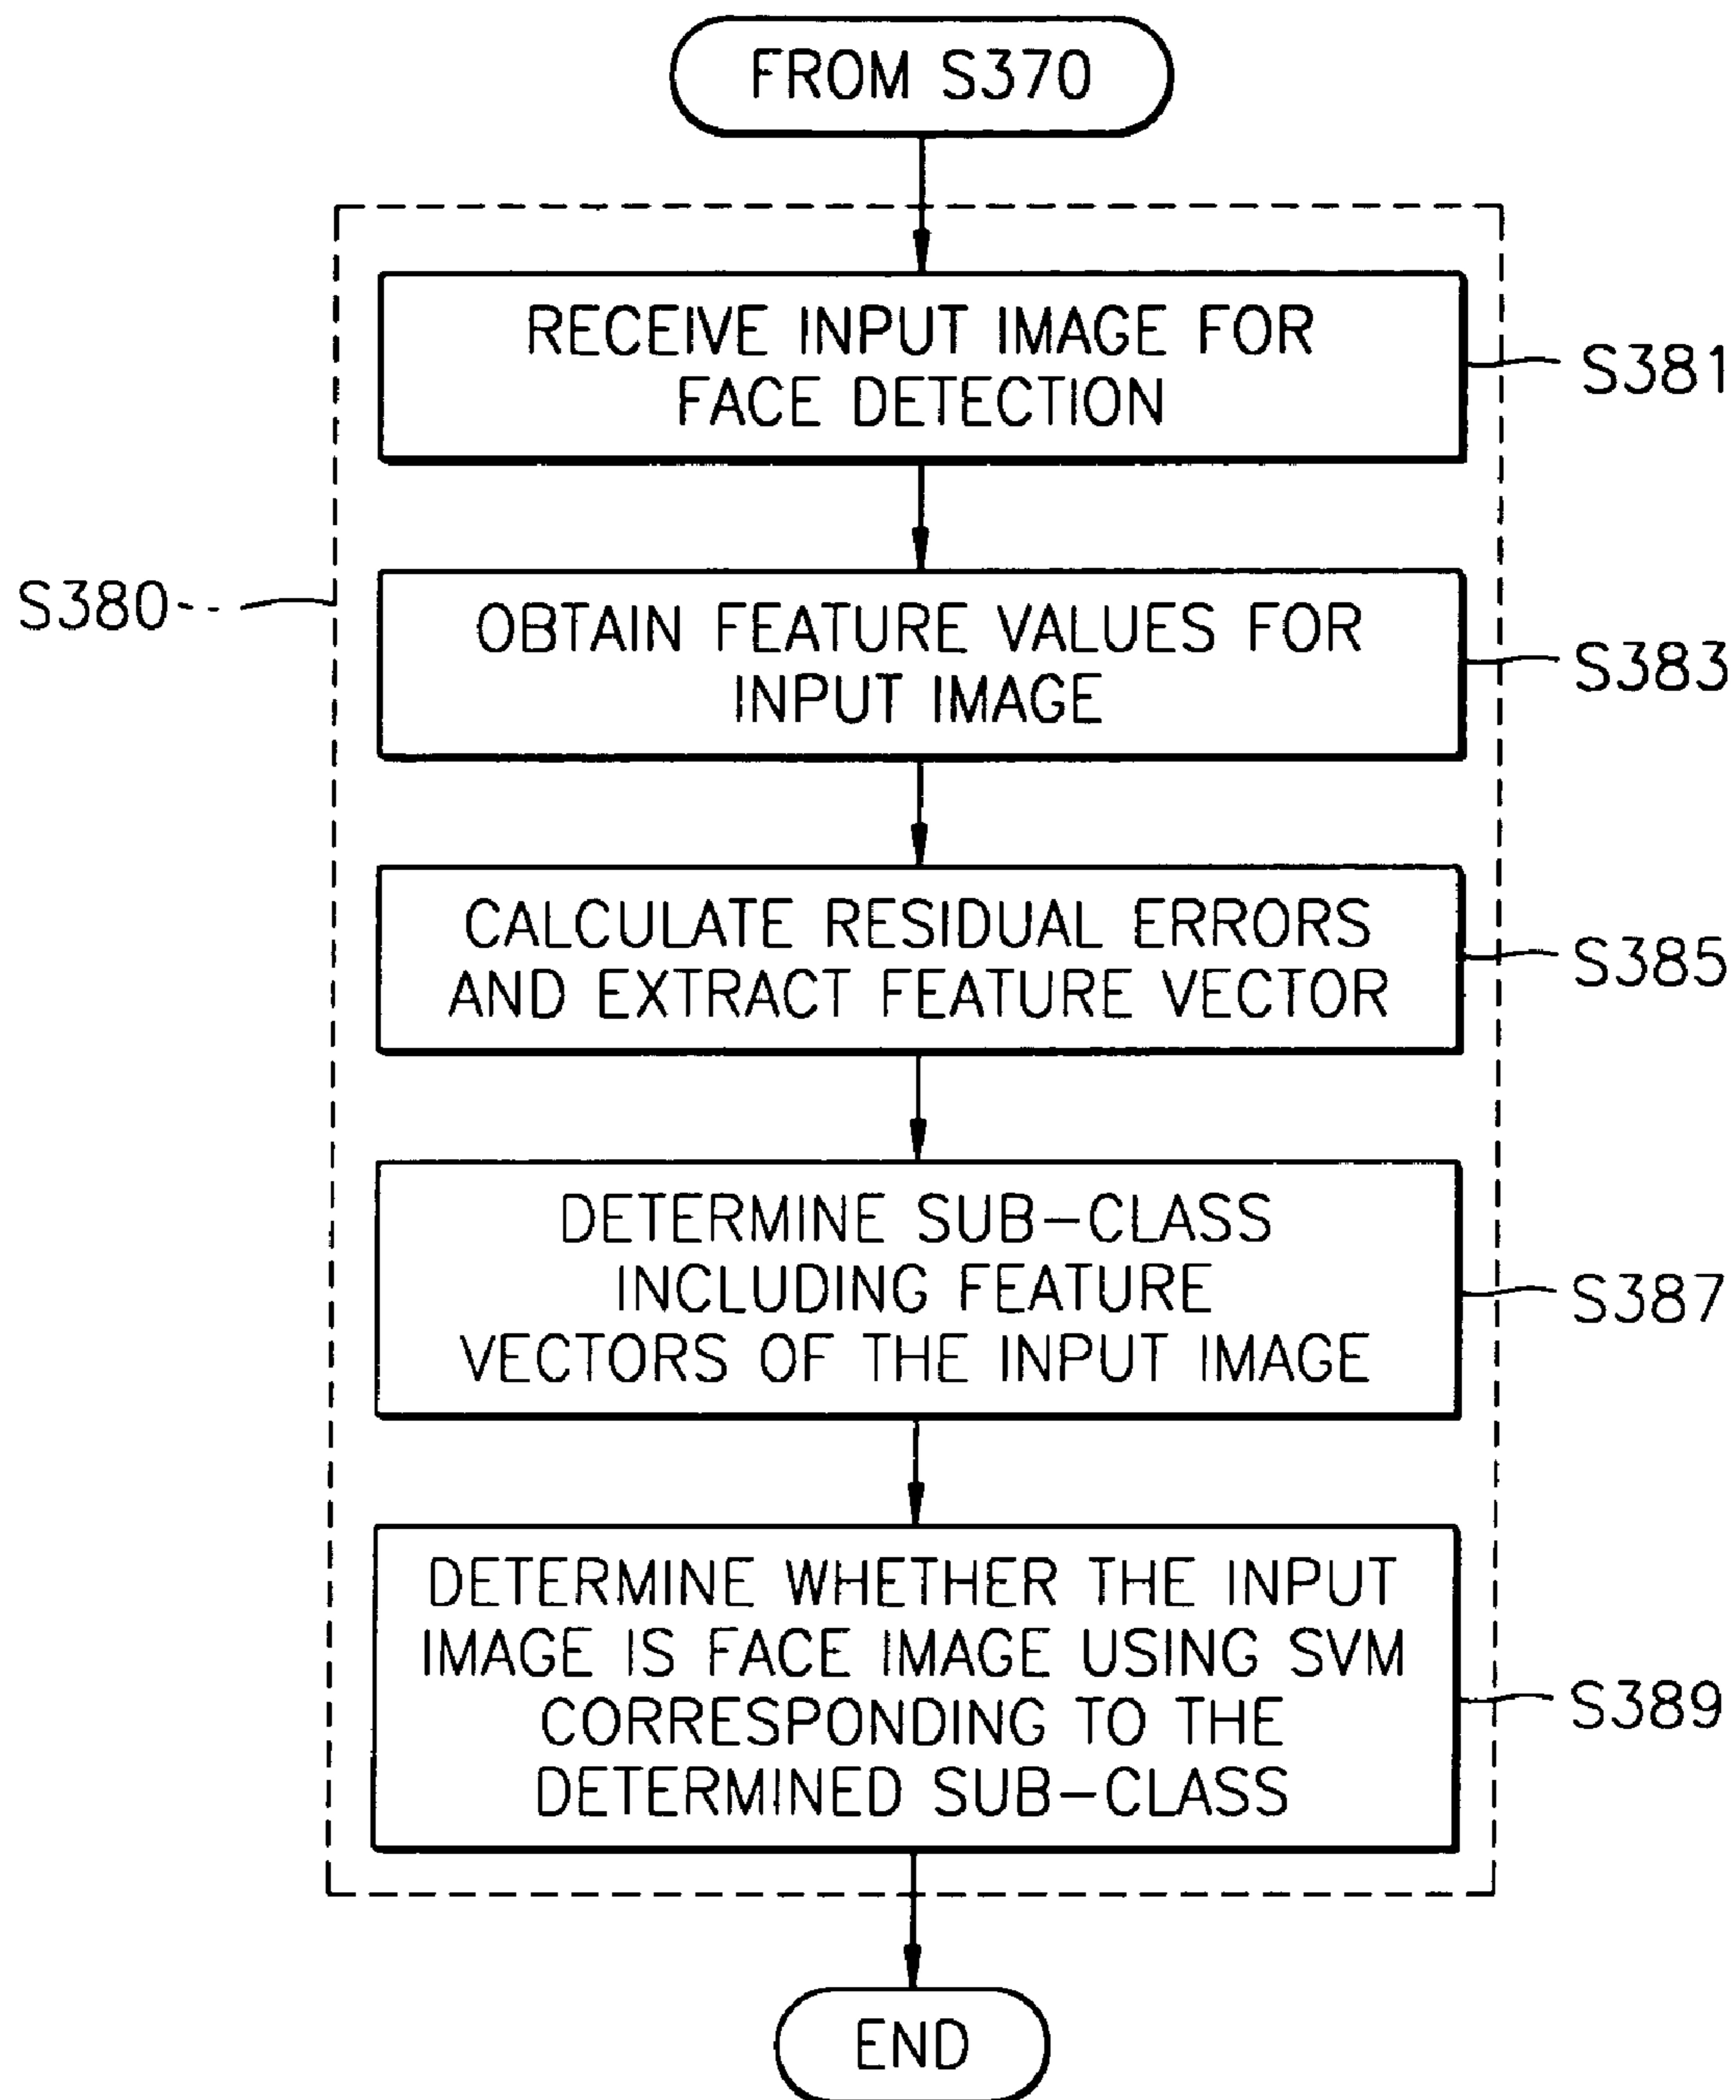 FROM S370
RECEIVE INPUT IMAGE FOR
FACE DETECTION
S381
S380
OBTAIN FEATURE VALUES FOR
INPUT IMAGE
S383
CALCULATE RESIDUAL ERRORS
AND EXTRACT FEATURE VECTOR
S385
DETERMINE SUB-CLASS
INCLUDING FEATURE
VECTORS OF THE INPUT IMAGE
S387
DETERMINE WHETHER THE INPUT
IMAGE IS FACE IMAGE USING SVM
CORRESPONDING TO THE
DETERMINED SUB-CLASS
S389
END